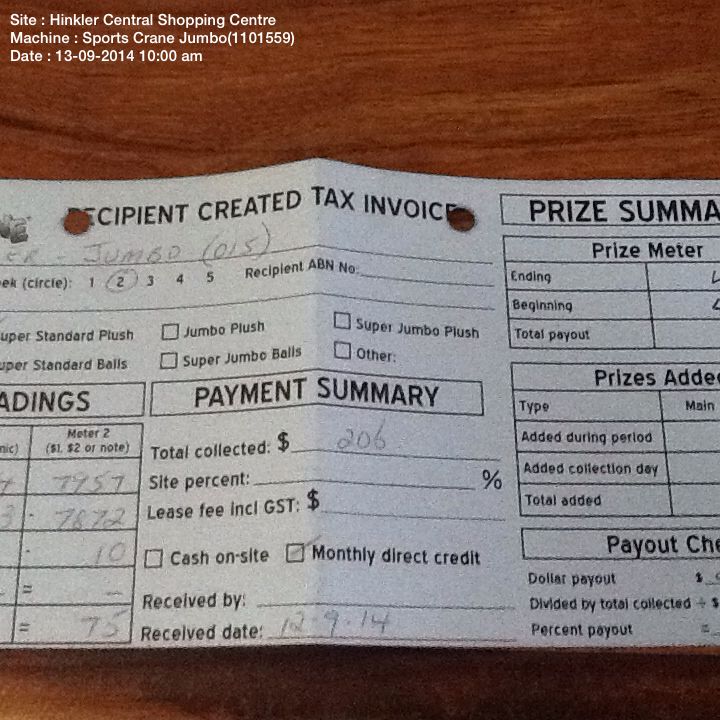 Site : Hinkler Central Shopping Centre
Machine : Sports Crane Jumbo(1101559)
Date : 13-09-2014 10:00 am
RECIPIENT CREATED TAX INVOICE
JUMBO (015)
ek (circle): 1 2 3 4 5 Recipient ABN No:
uper Standard Plush Jumbo Plush Super Jumbo Plush
uper Standard Balls Super Jumbo Balls Other:
ADINGS
Meter 2
nic) ($1, $2 or note)
7957
3 - 7872
- 10
= –
= 75
PAYMENT SUMMARY
Total collected: $ 206
Site percent: %
Lease fee incl GST: $
Cash on-site Monthly direct credit
Received by:
Received date: 12-9-14
PRIZE SUMMA
Prize Meter
Ending
Beginning
Total payout
Prizes Adde
Type Main
Added during period
Added collection day
Total added
Payout Che
Dollar payout $
Divided by total collected ÷ $
Percent payout =